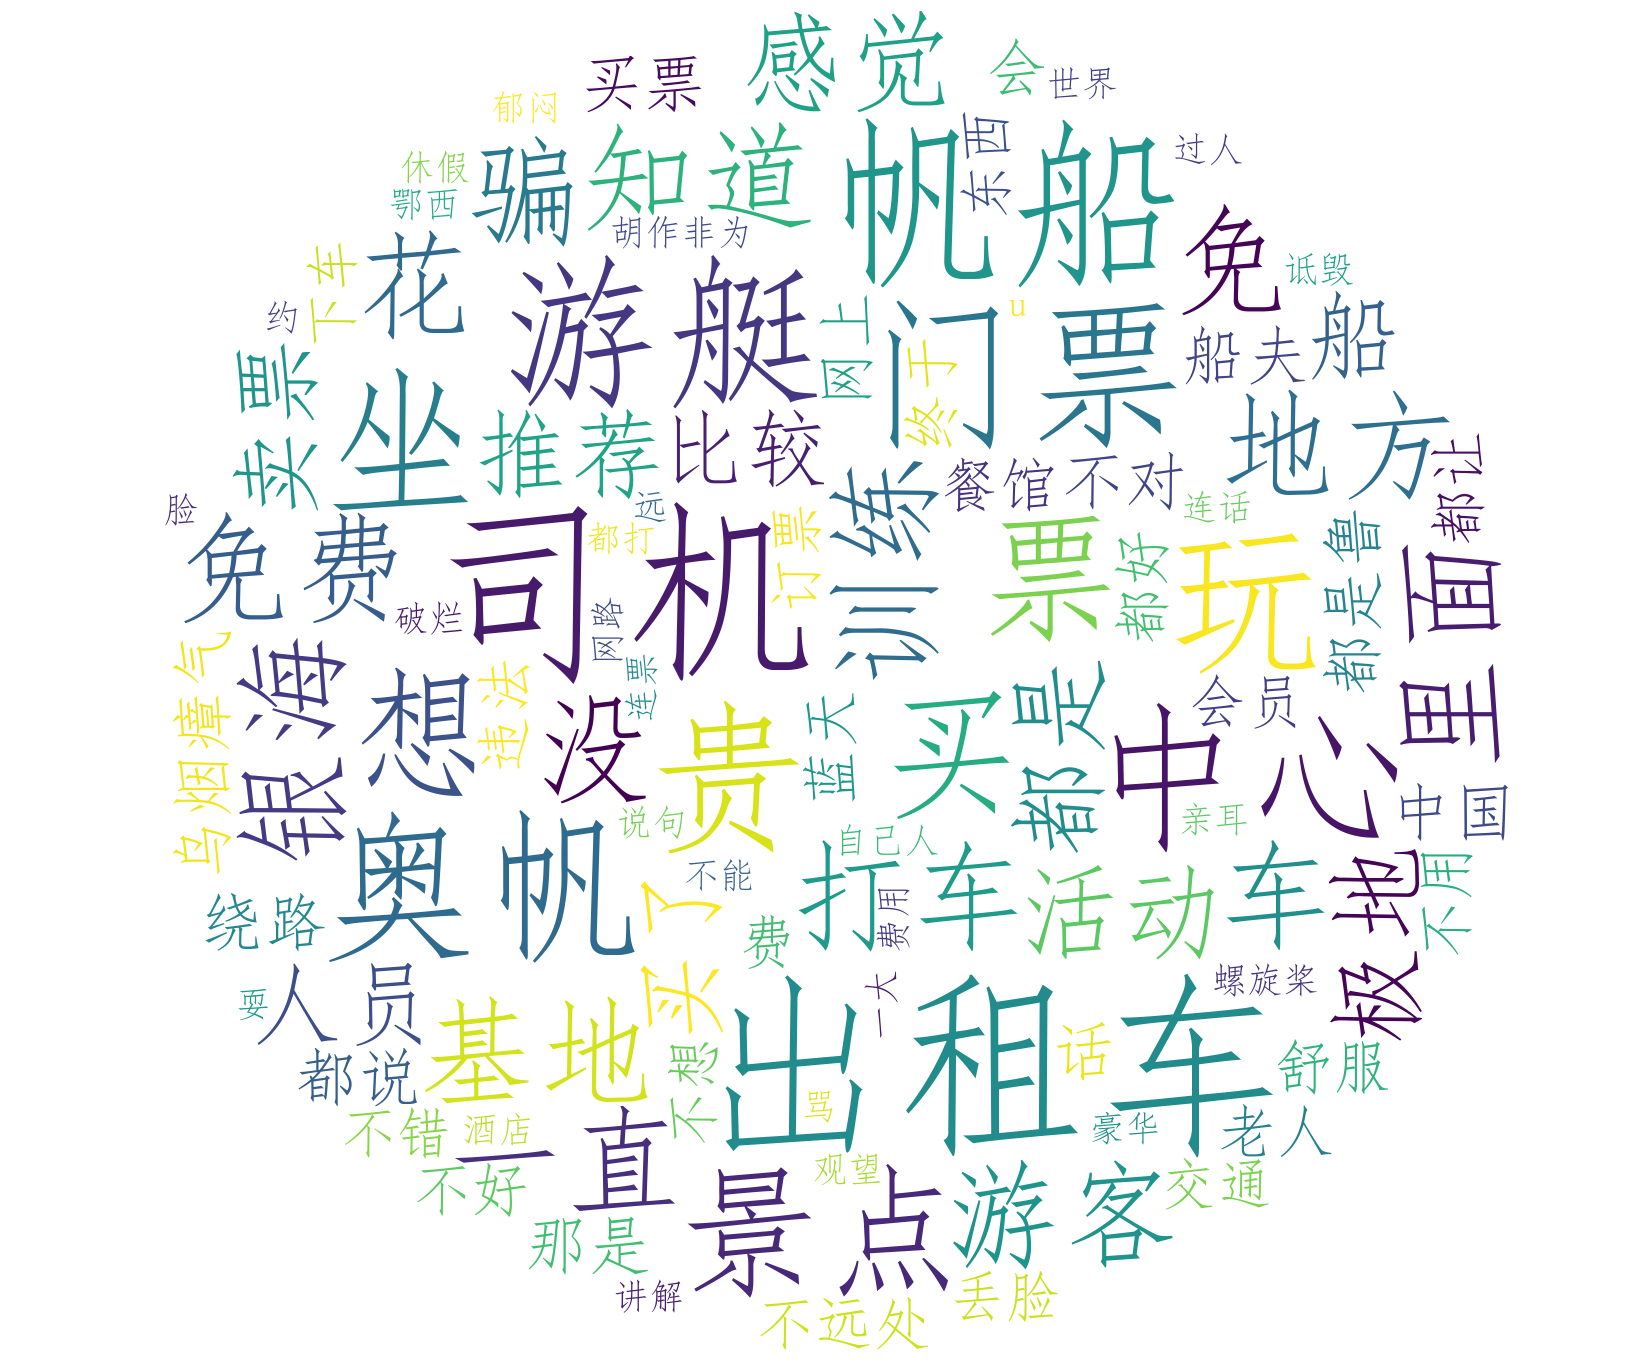 感觉
会
世界
买票
郁闷
骗
知道
帆船
东西
过人
休假
鄂西
胡作非为
免
诋毁
下车
花
游艇
网上
u
门票
船夫
船
约
卖票
坐
推荐
比较
终于
地方
都让
脸
免费
司机
远
都打
订票
训练
餐馆
不对
连话
票
都好
玩
都是鲁
里面
破烂
网路
乌烟瘴气
银海
想
违法
没
连票
贵
蓝天
买
都是
中心
会员
中国
说句
自己人
亲耳
奥帆
不能
买了
打车
费用
活动
车
极地
不用
绕路
费
人员
耍
一大
螺旋桨
都说
基地
不想
出租车
话
舒服
不错
酒店
骂
豪华
老人
不好
一直
观望
景点
游客
交通
那是
讲解
不远处
丢脸